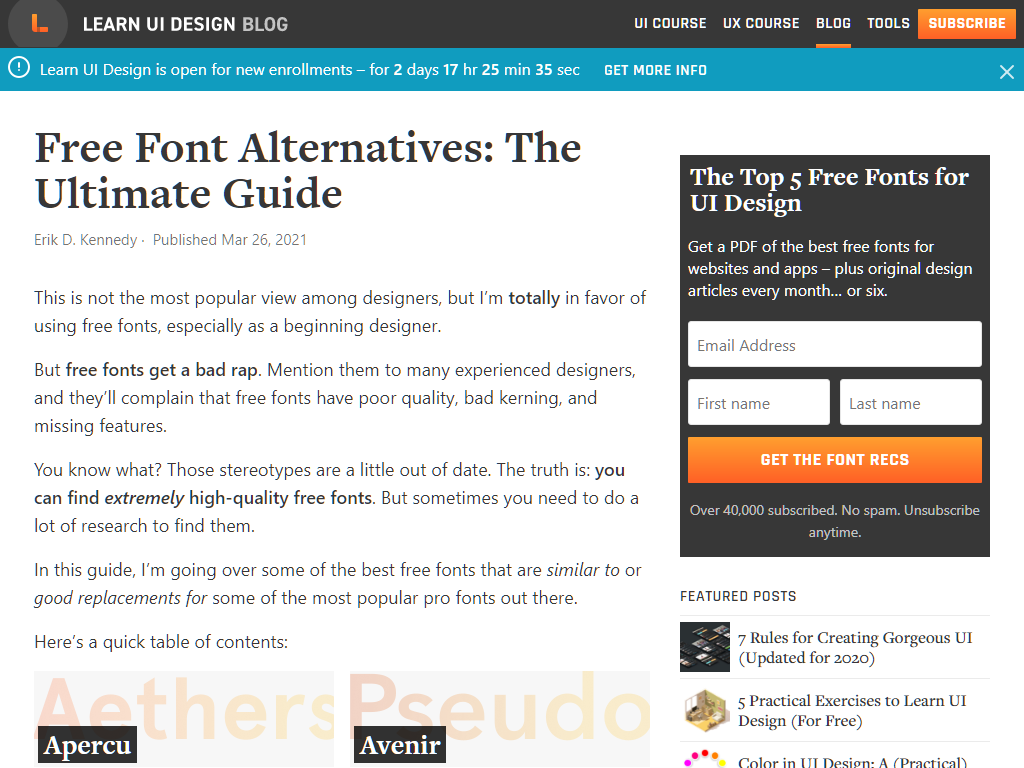 LEARN UI DESIGN BLOG
UI COURSE UX COURSE BLOG TOOLS SUBSCRIBE
Learn UI Design is open for new enrollments – for 2 days 17 hr 25 min 35 sec GET MORE INFO
Free Font Alternatives: The
Ultimate Guide
Erik D. Kennedy · Published Mar 26, 2021
This is not the most popular view among designers, but I’m totally in favor of
using free fonts, especially as a beginning designer.
But free fonts get a bad rap. Mention them to many experienced designers,
and they’ll complain that free fonts have poor quality, bad kerning, and
missing features.
You know what? Those stereotypes are a little out of date. The truth is: you
can find extremely high-quality free fonts. But sometimes you need to do a
lot of research to find them.
In this guide, I’m going over some of the best free fonts that are similar to or
good replacements for some of the most popular pro fonts out there.
Here’s a quick table of contents:
Aethers
Apercu
Pseudo
Avenir
The Top 5 Free Fonts for
UI Design
Get a PDF of the best free fonts for
websites and apps – plus original design
articles every month... or six.
Email Address
First name Last name
GET THE FONT RECS
Over 40,000 subscribed. No spam. Unsubscribe
anytime.
FEATURED POSTS
7 Rules for Creating Gorgeous UI
(Updated for 2020)
5 Practical Exercises to Learn UI
Design (For Free)
Color in UI Design: A (Practical)